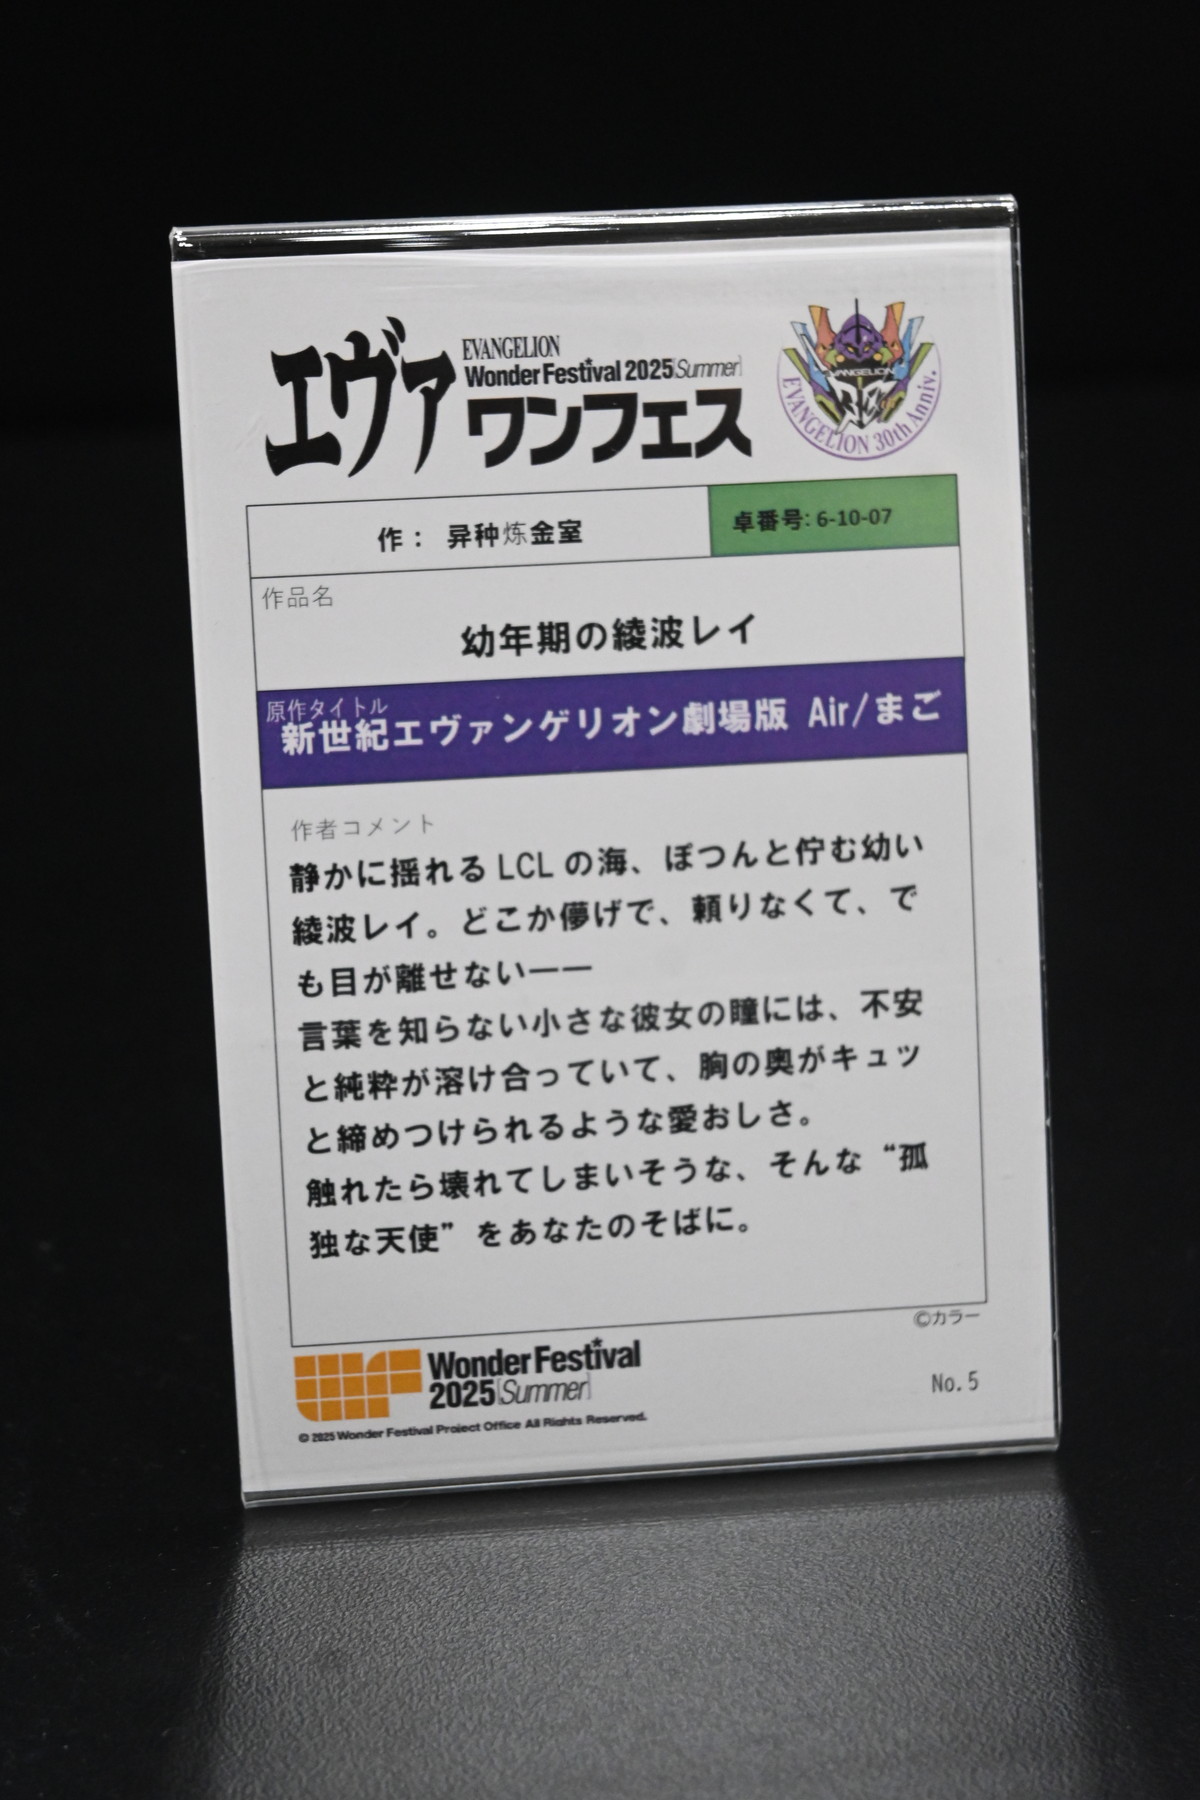 エヴァ
EVANGELION
Wonder Festival 2025[Summer]
ワンフェス
EVANGELION
EVANGELION 30th Anniv.
作： 异种炼金室
卓番号: 6-10-07
作品名
幼年期の綾波レイ
原作タイトル
新世紀エヴァンゲリオン劇場版 Air/まご
作者コメント
静かに揺れる LCL の海、ぽつんと佇む幼い
綾波レイ。どこか儚げで、頼りなくて、で
も目が離せない——
言葉を知らない小さな彼女の瞳には、不安
と純粋が溶け合っていて、胸の奥がキュッ
と締めつけられるような愛おしさ。
触れたら壊れてしまいそうな、そんな“孤
独な天使”をあなたのそばに。
©カラー
Wonder Festival
2025[Summer]
No.5
© 2025 Wonder Festival Project Office All Rights Reserved.